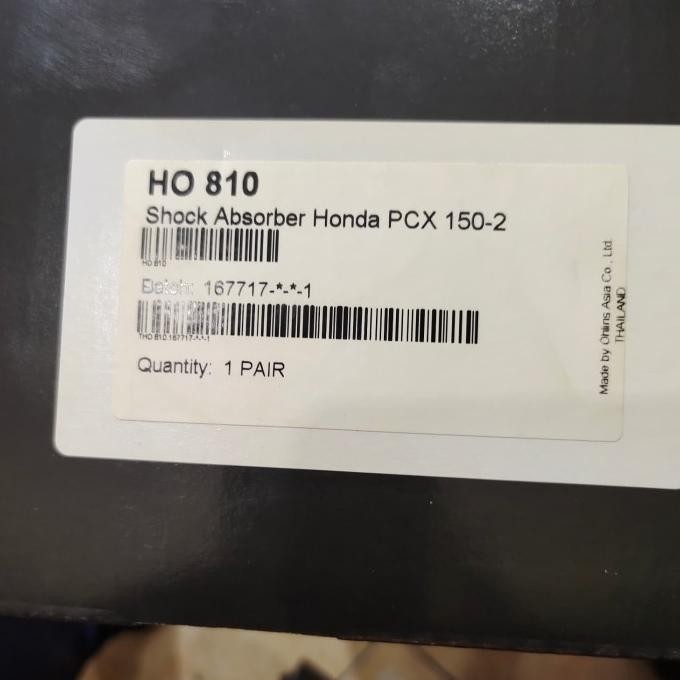 HO 810
Shock Absorber Honda PCX 150-2
HO 810
Batch: 167717-*-*-1
THO 810.167717-*-*-1
Quantity: 1 PAIR
Made by Öhlins Asia Co., Ltd.
THAILAND